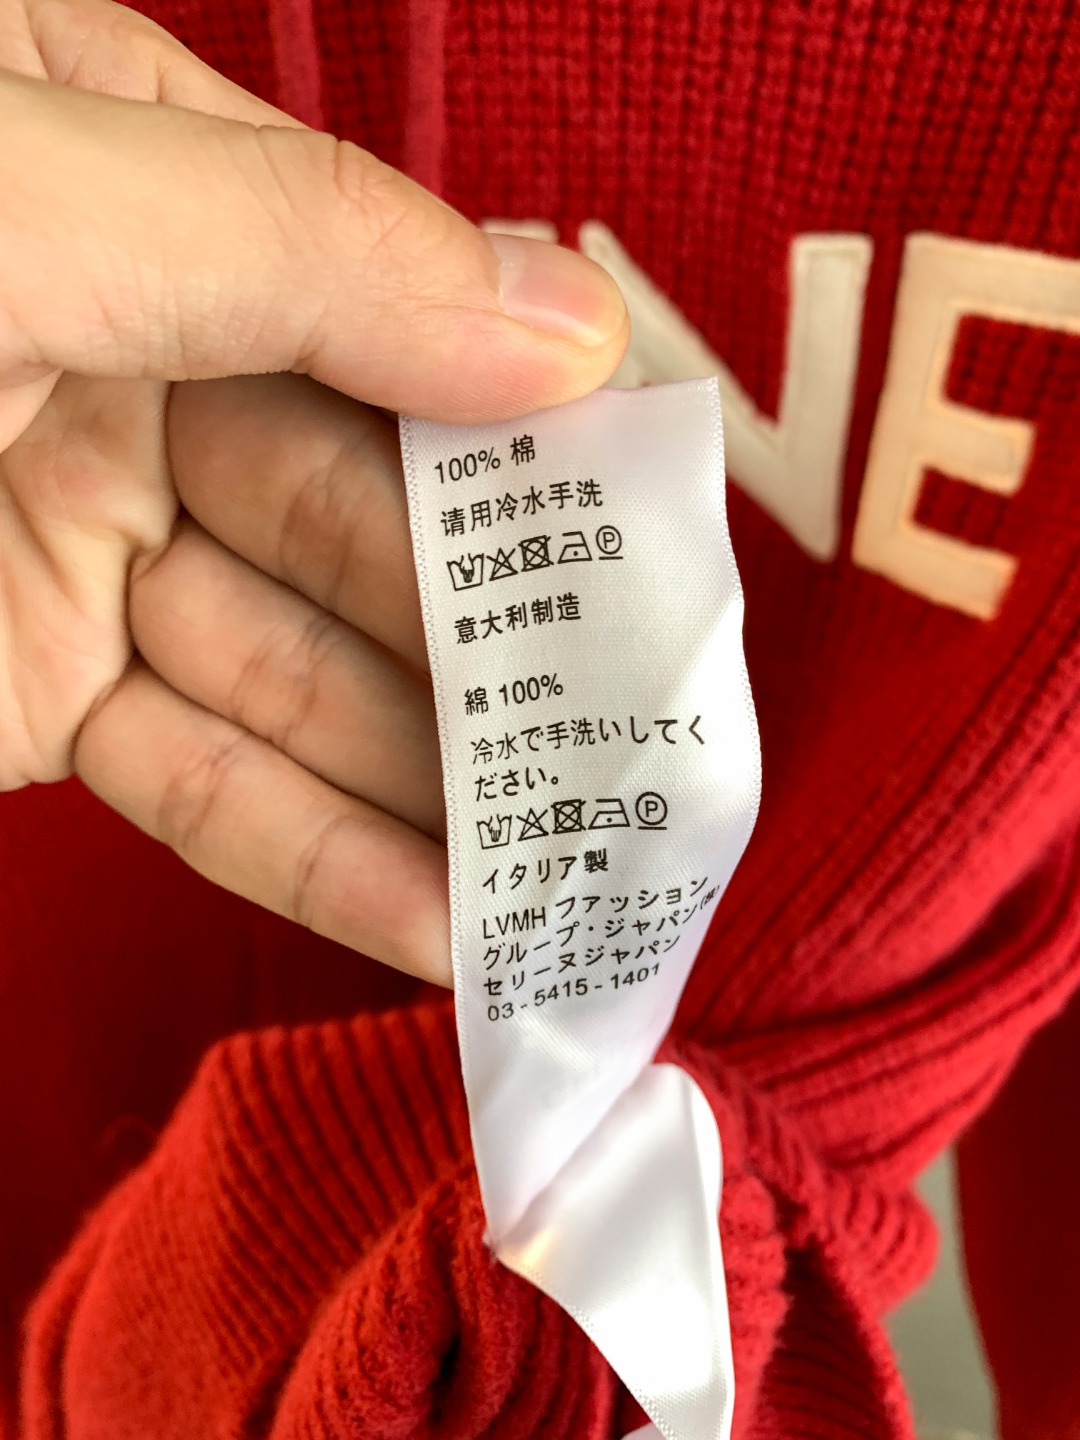 NE
100% 棉
请用冷水手洗
P
意大利制造
綿 100%
冷水で手洗いしてく
ださい。
P
イタリア製
LVMH ファッション
グループ・ジャパン(株)
セリーヌジャパン
03-5415-1401